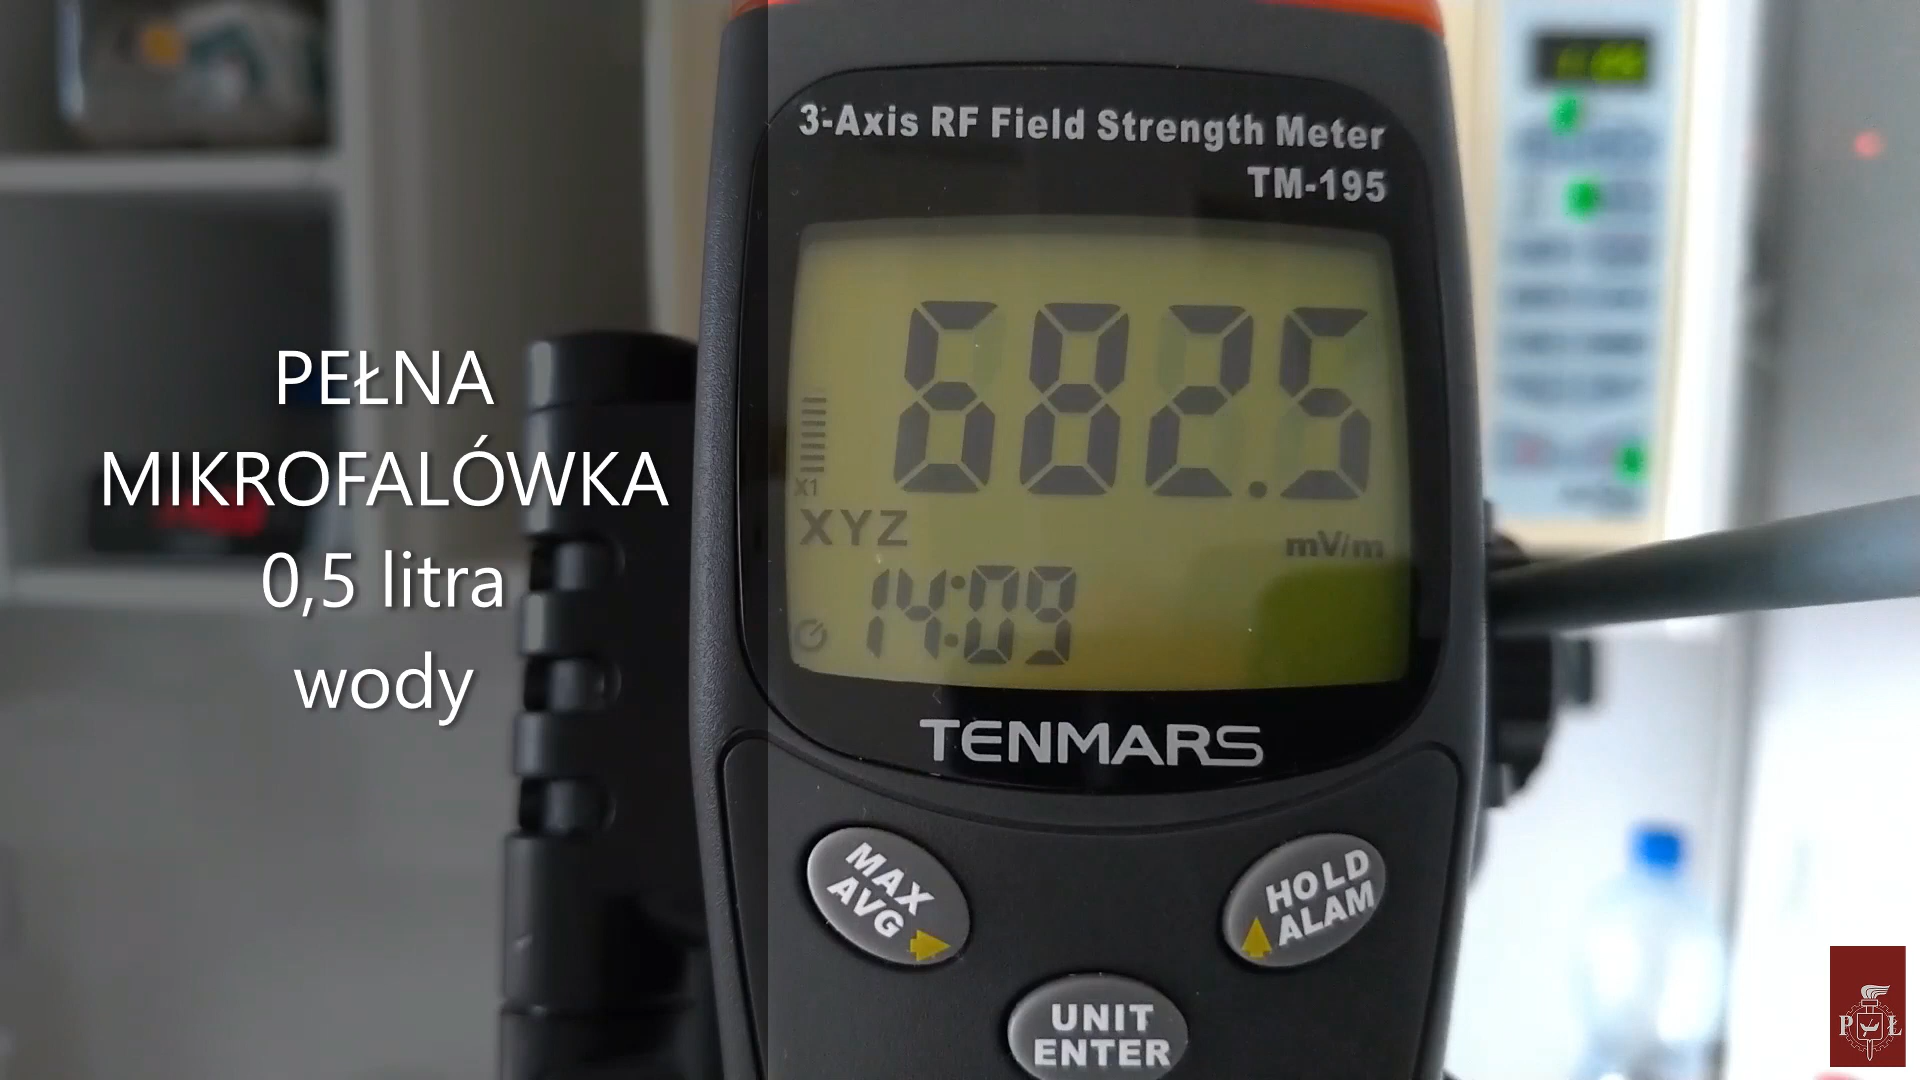 PEŁNA
MIKROFALÓWKA
0,5 litra
wody
3-Axis RF Field Strength Meter
TM-195
682.5
X1
XYZ
mV/m
14:09
TENMARS
MAX
AVG
HOLD
ALAM
UNIT
ENTER
P Ł